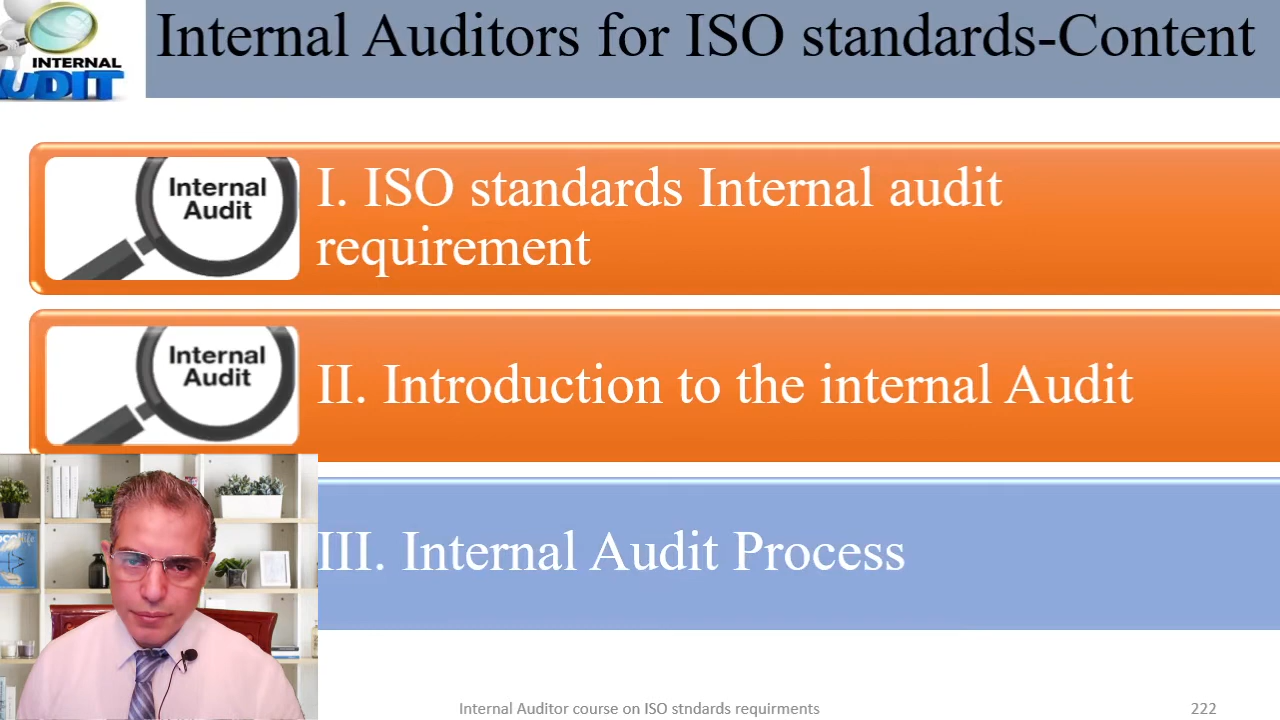 INTERNAL
AUDIT
Internal Auditors for ISO standards-Content
Internal
Audit
I. ISO standards Internal audit
requirement
Internal
Audit
II. Introduction to the internal Audit
III. Internal Audit Process
Internal Auditor course on ISO stndards requirments
222